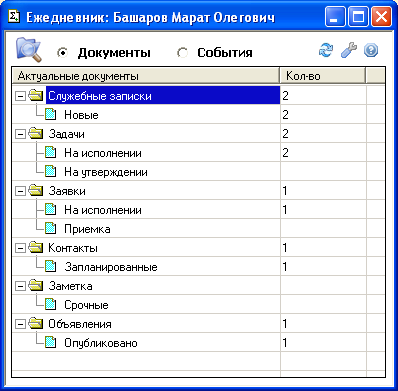 Ежедневник: Башаров Марат Олегович
Документы События
Актуальные документы Кол-во
Служебные записки 2
Новые 2
Задачи 2
На исполнении 2
На утверждении
Заявки 1
На исполнении 1
Приемка
Контакты 1
Запланированные 1
Заметка
Срочные
Объявления 1
Опубликовано 1